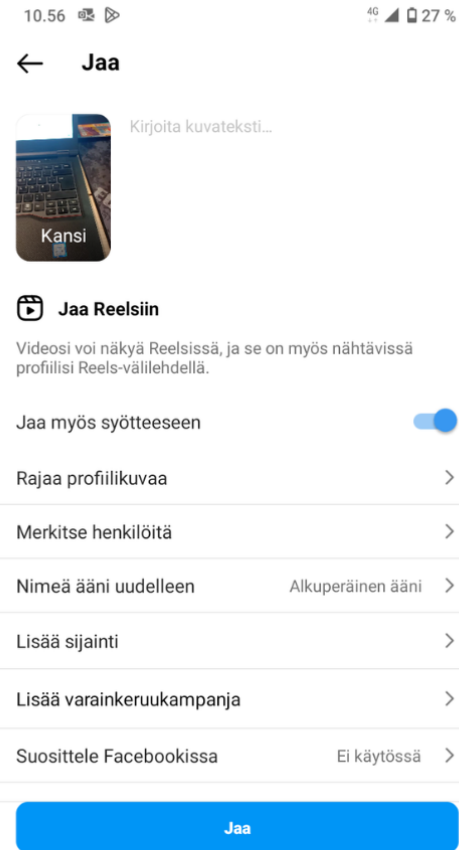 10.56 4G 27 %
Jaa
Kirjoita kuvateksti...
Kansi
Jaa Reelsiin
Videosi voi näkyä Reelsissä, ja se on myös nähtävissä
profiilisi Reels-välilehdellä.
Jaa myös syötteeseen
Rajaa profiilikuvaa
Merkitse henkilöitä
Nimeä ääni uudelleen Alkuperäinen ääni
Lisää sijainti
Lisää varainkeruukampanja
Suosittele Facebookissa Ei käytössä
Jaa